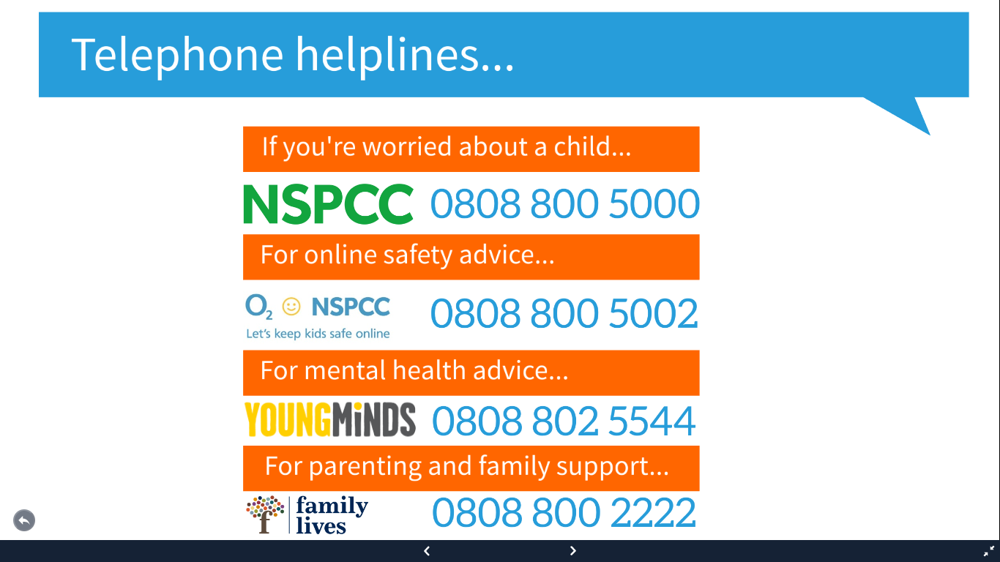 Telephone helplines...
If you're worried about a child...
NSPCC 0808 800 5000
For online safety advice...
O2 NSPCC 0808 800 5002
Let's keep kids safe online
For mental health advice...
YOUNGMiNDS 0808 802 5544
For parenting and family support...
family lives 0808 800 2222